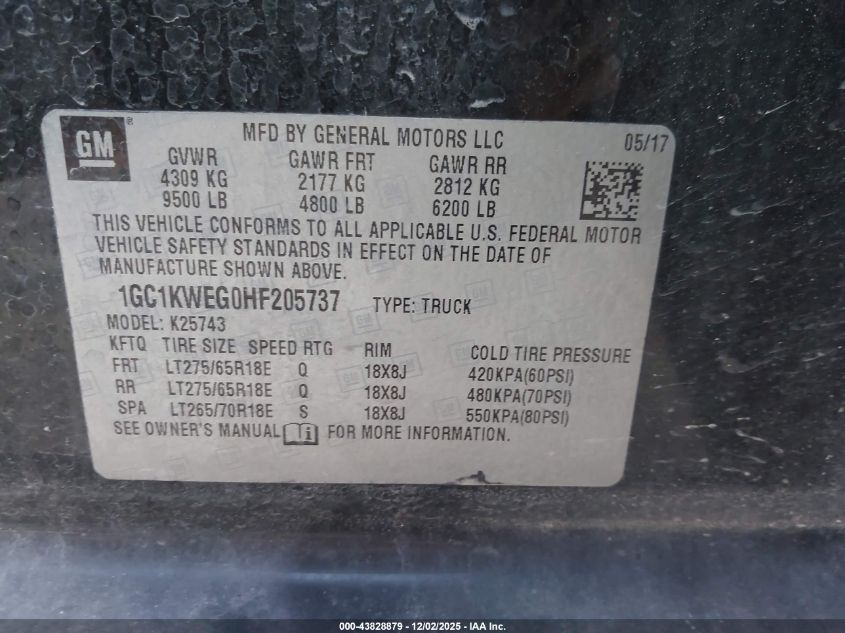 GM®
MFD BY GENERAL MOTORS LLC 05/17
GVWR GAWR FRT GAWR RR
4309 KG 2177 KG 2812 KG
9500 LB 4800 LB 6200 LB
THIS VEHICLE CONFORMS TO ALL APPLICABLE U.S. FEDERAL MOTOR
VEHICLE SAFETY STANDARDS IN EFFECT ON THE DATE OF
MANUFACTURE SHOWN ABOVE.
1GC1KWEG0HF205737 TYPE: TRUCK
MODEL: K25743
KFTQ TIRE SIZE SPEED RTG RIM COLD TIRE PRESSURE
FRT LT275/65R18E Q 18X8J 420KPA(60PSI)
RR LT275/65R18E Q 18X8J 480KPA(70PSI)
SPA LT265/70R18E S 18X8J 550KPA(80PSI)
SEE OWNER'S MANUAL FOR MORE INFORMATION.
000-43828879 - 12/02/2025 - IAA Inc.